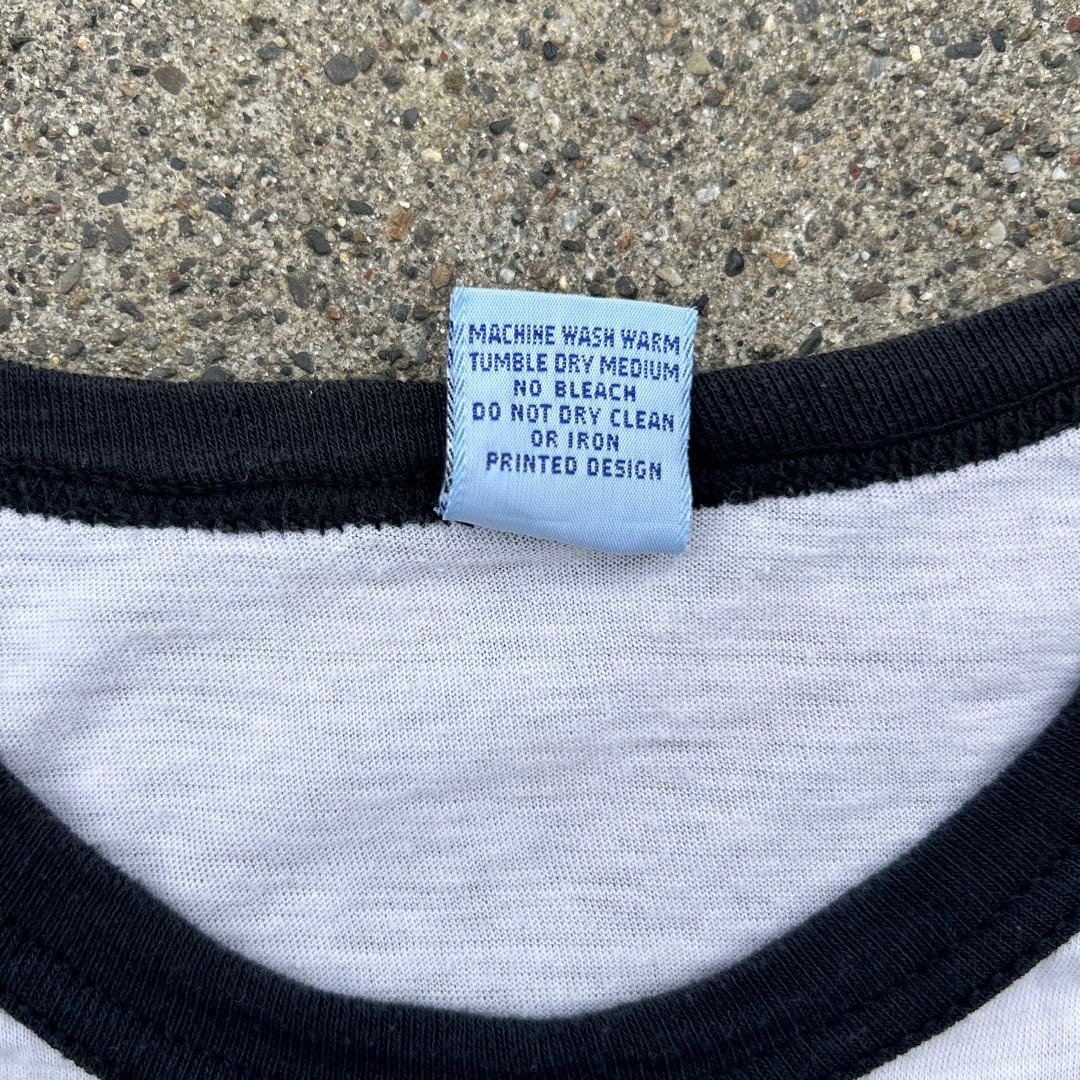 MACHINE WASH WARM
TUMBLE DRY MEDIUM
NO BLEACH
DO NOT DRY CLEAN
OR IRON
PRINTED DESIGN